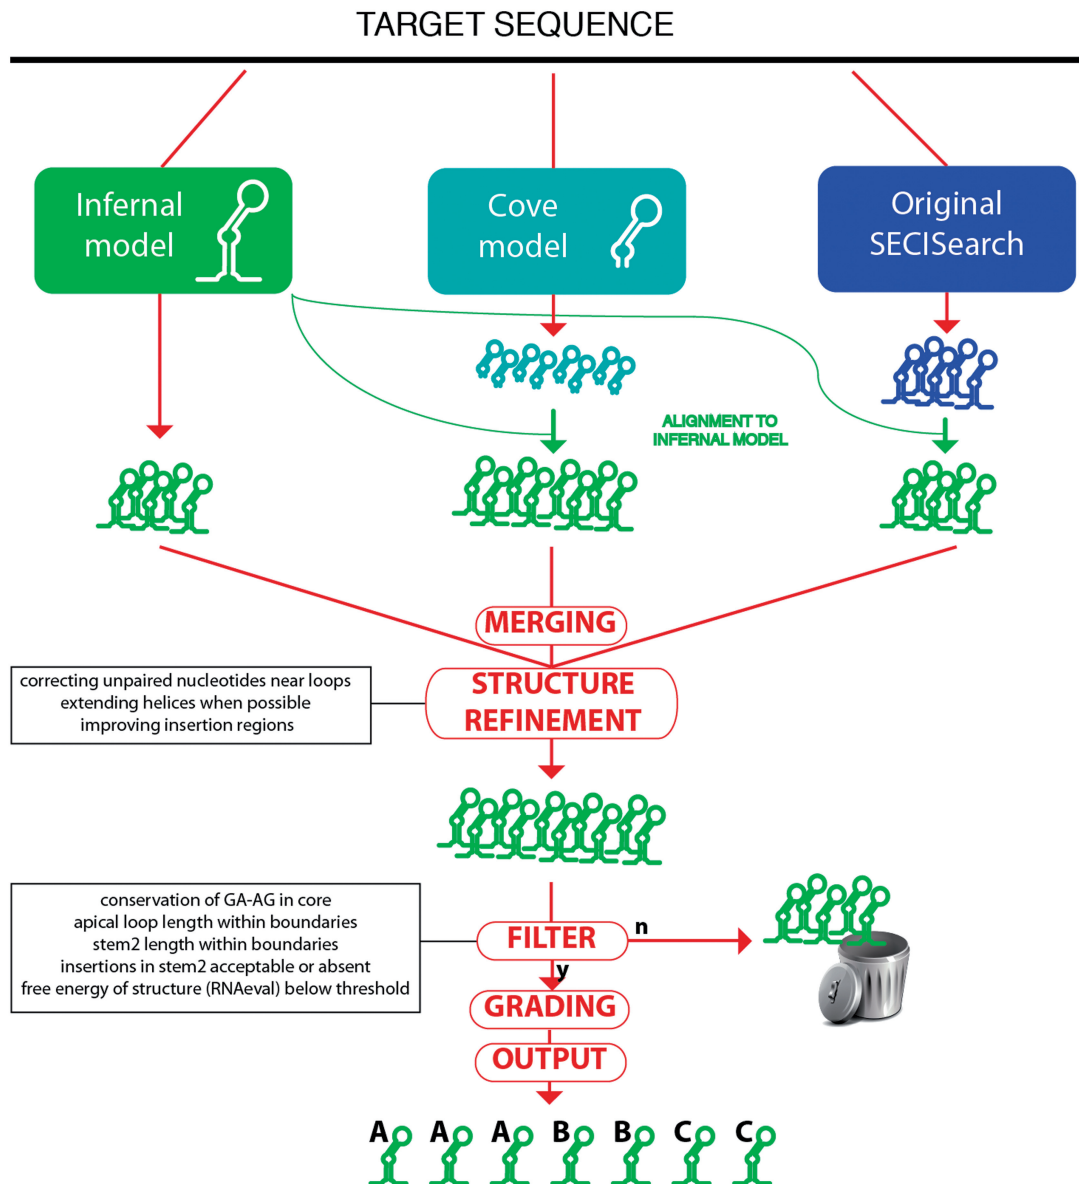 TARGET SEQUENCE
Infernal
model
Cove
model
Original
SECISearch
ALIGNMENT TO
INFERNAL MODEL
MERGING
STRUCTURE
REFINEMENT
correcting unpaired nucleotides near loops
extending helices when possible
improving insertion regions
conservation of GA-AG in core
apical loop length within boundaries
stem2 length within boundaries
insertions in stem2 acceptable or absent
free energy of structure (RNAeval) below threshold
FILTER
n
y
GRADING
OUTPUT
A A A B B C C